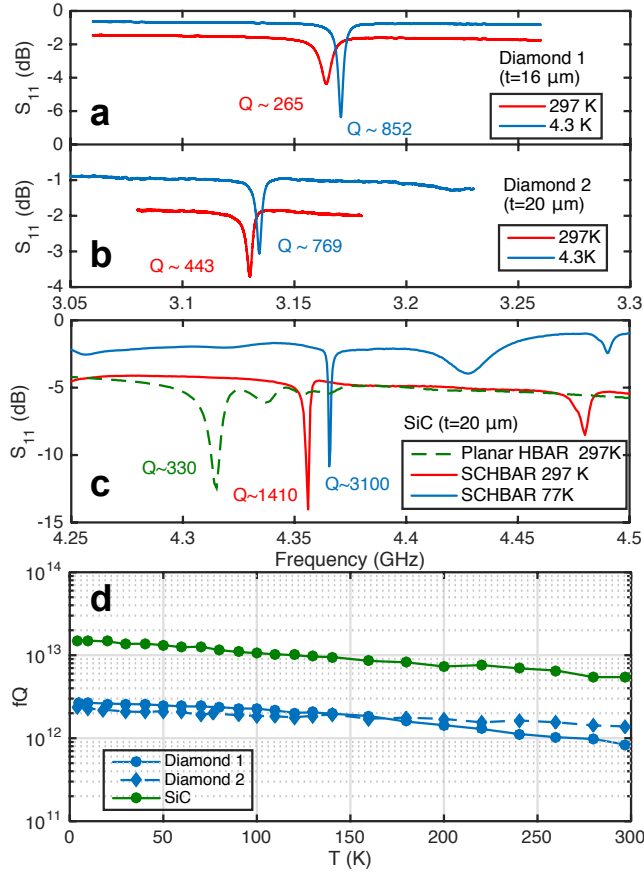 0
-2
-4
-6
S11 (dB)
a
Q ~ 265
Q ~ 852
Diamond 1
(t=16 μm)
297 K
4.3 K
0
-1
-2
-3
-4
S11 (dB)
b
Q ~ 443
Q ~ 769
Diamond 2
(t=20 μm)
297K
4.3K
3.05 3.1 3.15 3.2 3.25 3.3
0
-5
-10
-15
S11 (dB)
c
Q~330
Q~1410
Q~3100
SiC (t=20 μm)
Planar HBAR 297K
SCHBAR 297 K
SCHBAR 77K
4.25 4.3 4.35 4.4 4.45 4.5
Frequency (GHz)
10^14
10^13
10^12
10^11
fQ
d
Diamond 1
Diamond 2
SiC
0 50 100 150 200 250 300
T (K)